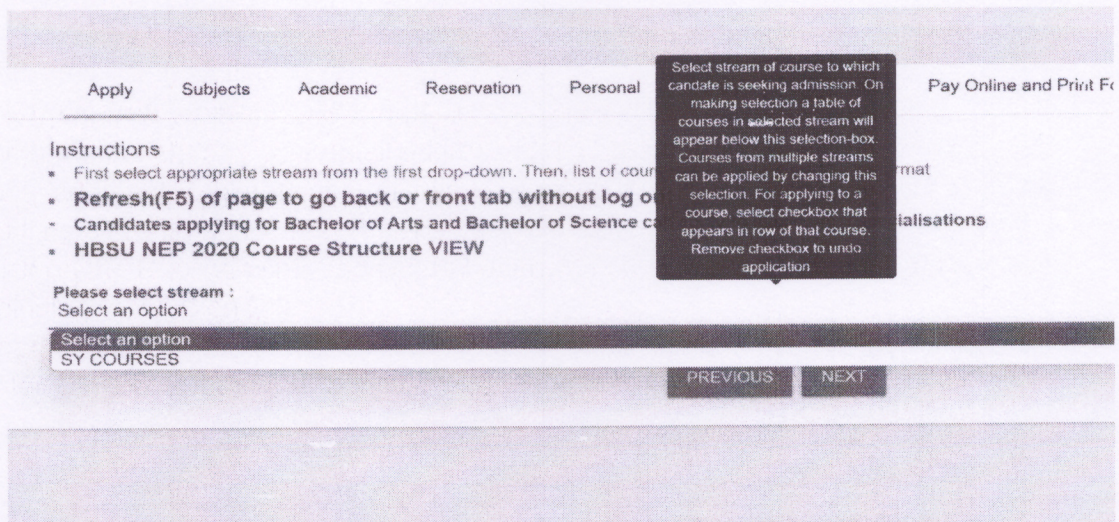 Apply Subjects Academic Reservation Personal Pay Online and Print Fo
Select stream of course to which
candate is seeking admission. On
making selection a table of
courses in selected stream will
appear below this selection-box.
Courses from multiple streams
can be applied by changing this
selection. For applying to a
course, select checkbox that
appears in row of that course.
Remove checkbox to undo
application
Instructions
First select appropriate stream from the first drop-down. Then, list of cour rmat
Refresh(F5) of page to go back or front tab without log o
Candidates applying for Bachelor of Arts and Bachelor of Science ca cialisations
HBSU NEP 2020 Course Structure VIEW
Please select stream :
Select an option
Select an option
SY COURSES
PREVIOUS NEXT